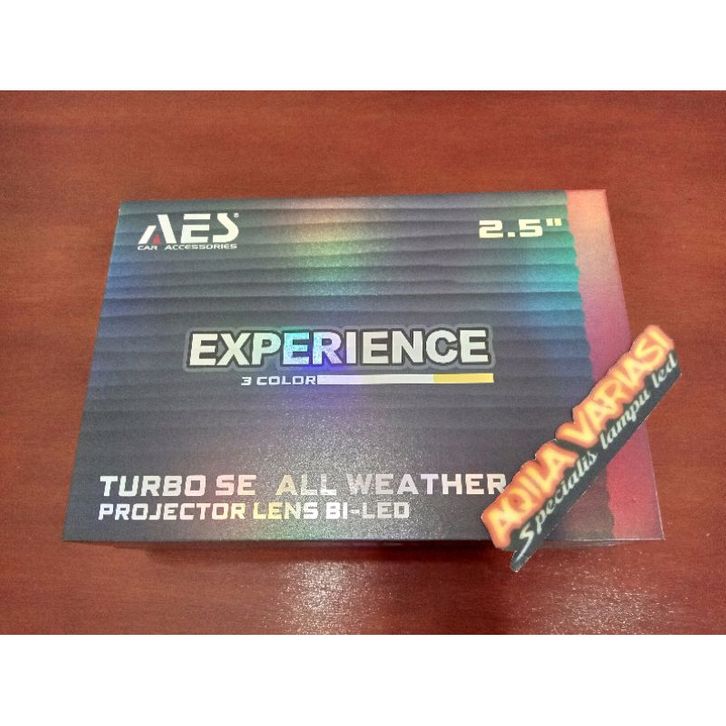 AES®
CAR ACCESSORIES
2.5"
EXPERIENCE
3 COLOR
TURBO SE ALL WEATHER
PROJECTOR LENS BI-LED
AQILA VARIASI
Specialis lampu led